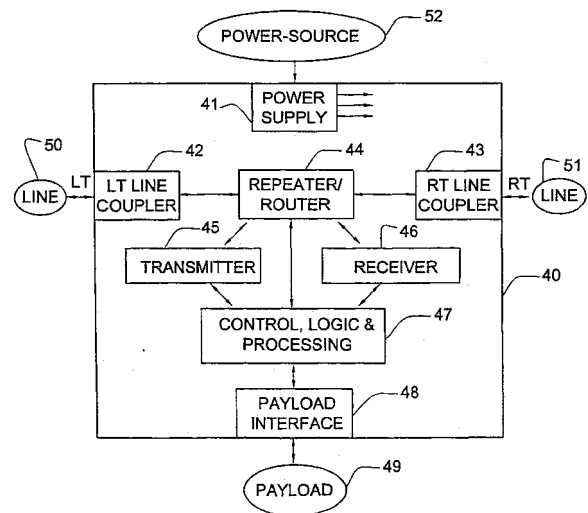 52
POWER-SOURCE
41
POWER
SUPPLY
50
42
44
43
51
LINE
LT
LT LINE
COUPLER
REPEATER/
ROUTER
RT LINE
COUPLER
RT
LINE
45
46
TRANSMITTER
RECEIVER
40
CONTROL, LOGIC &
PROCESSING
47
PAYLOAD
INTERFACE
48
PAYLOAD
49